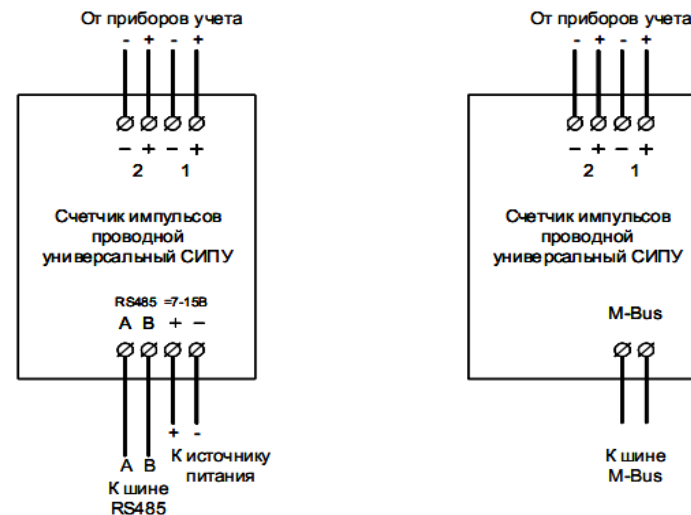 От приборов учета
- + - +
− + − +
2 1
Счетчик импульсов
проводной
универсальный СИПУ
RS485 =7-15В
A B + −
+ -
A B
К источнику
питания
К шине
RS485
От приборов учета
- + - +
− + − +
2 1
Счетчик импульсов
проводной
универсальный СИПУ
M-Bus
К шине
M-Bus